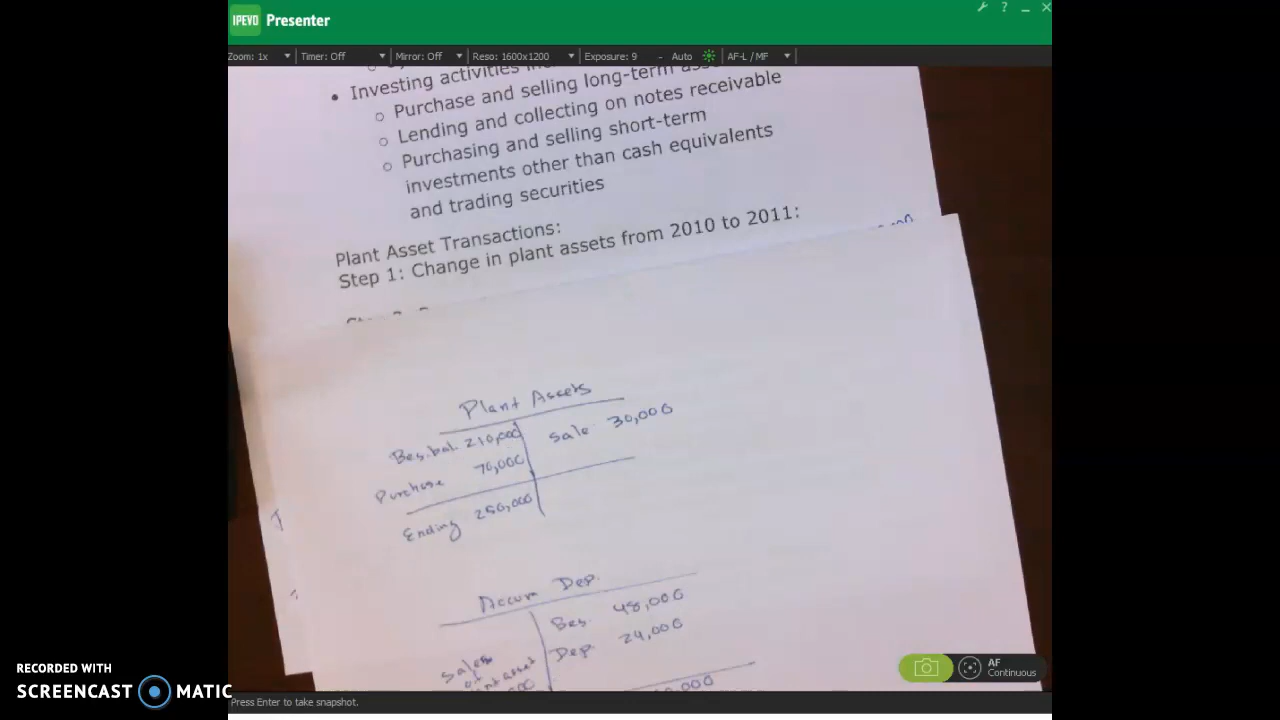 IPEVO Presenter
Zoom: 1x Timer: Off Mirror: Off Reso: 1600x1200 Exposure: 9 - Auto AF-L / MF
Investing activities
Purchase and selling long-term
Lending and collecting on notes receivable
Purchasing and selling short-term
investments other than cash equivalents
and trading securities
Plant Asset Transactions:
Step 1: Change in plant assets from 2010 to 2011:
Plant Assets
Beg. bal. 210,000 Sale 30,000
Purchase 70,000
Ending 250,000
Accum Dep.
Beg. 48,000
Dep. 24,000
Sales
of
AF
Continuous
Press Enter to take snapshot.
RECORDED WITH
SCREENCAST MATIC